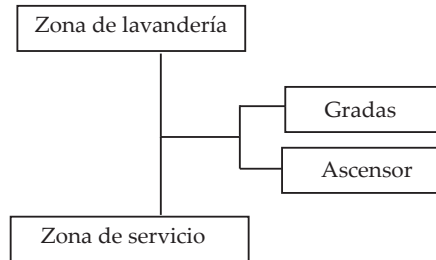 Zona de lavandería
Gradas
Ascensor
Zona de servicio